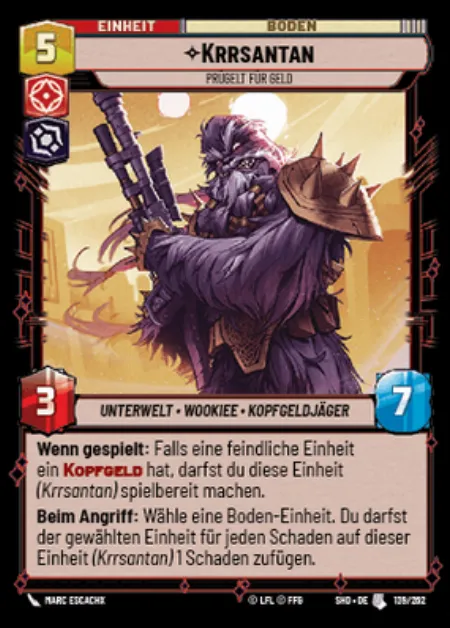 5
EINHEIT
BODEN
KRRSANTAN
PRÜGELT FÜR GELD
3
UNTERWELT • WOOKIEE • KOPFGELDJÄGER
7
Wenn gespielt: Falls eine feindliche Einheit
ein KOPFGELD hat, darfst du diese Einheit
(Krrsantan) spielbereit machen.
Beim Angriff: Wähle eine Boden-Einheit. Du darfst
der gewählten Einheit für jeden Schaden auf dieser
Einheit (Krrsantan) 1 Schaden zufügen.
MARC ESCACHX
© LFL © FFG
SHD • DE
139/262